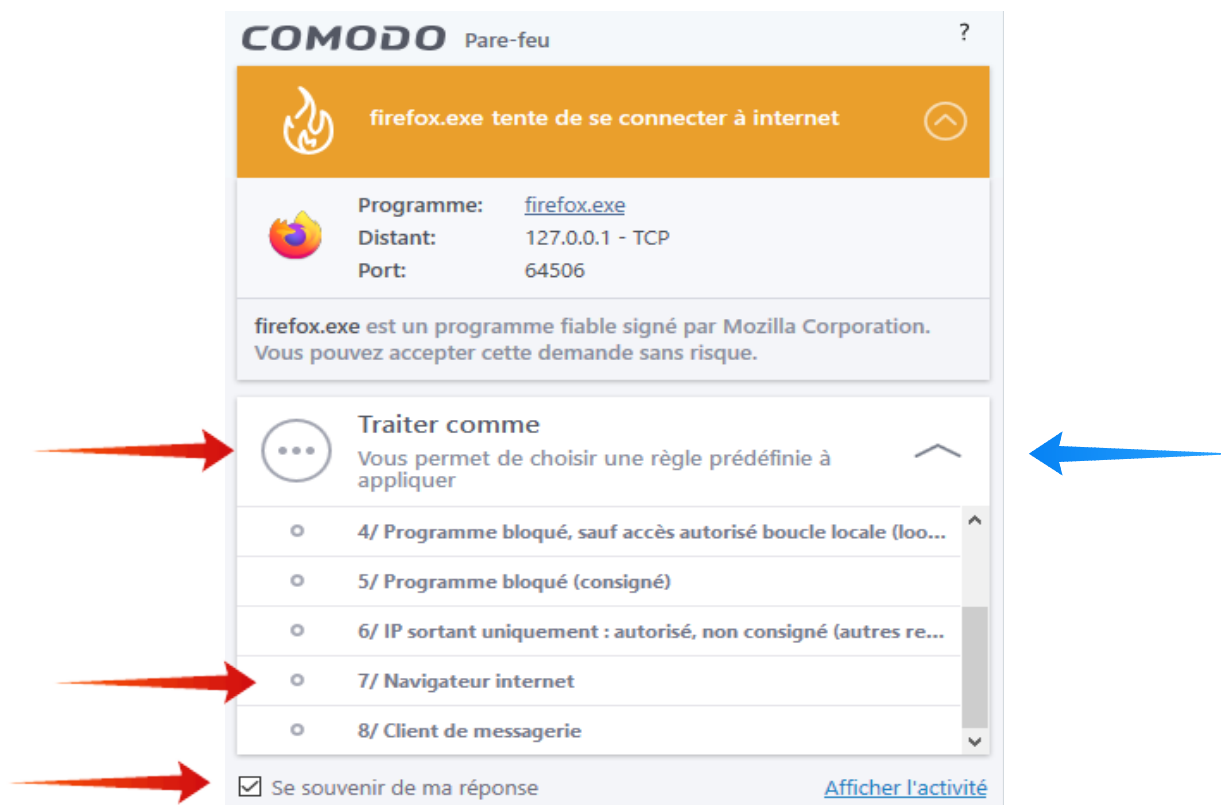 COMODO Pare-feu ?
firefox.exe tente de se connecter à internet
Programme: firefox.exe
Distant: 127.0.0.1 - TCP
Port: 64506
firefox.exe est un programme fiable signé par Mozilla Corporation.
Vous pouvez accepter cette demande sans risque.
Traiter comme
Vous permet de choisir une règle prédéfinie à
appliquer
4/ Programme bloqué, sauf accès autorisé boucle locale (loo...
5/ Programme bloqué (consigné)
6/ IP sortant uniquement : autorisé, non consigné (autres re...
7/ Navigateur internet
8/ Client de messagerie
Se souvenir de ma réponse Afficher l'activité